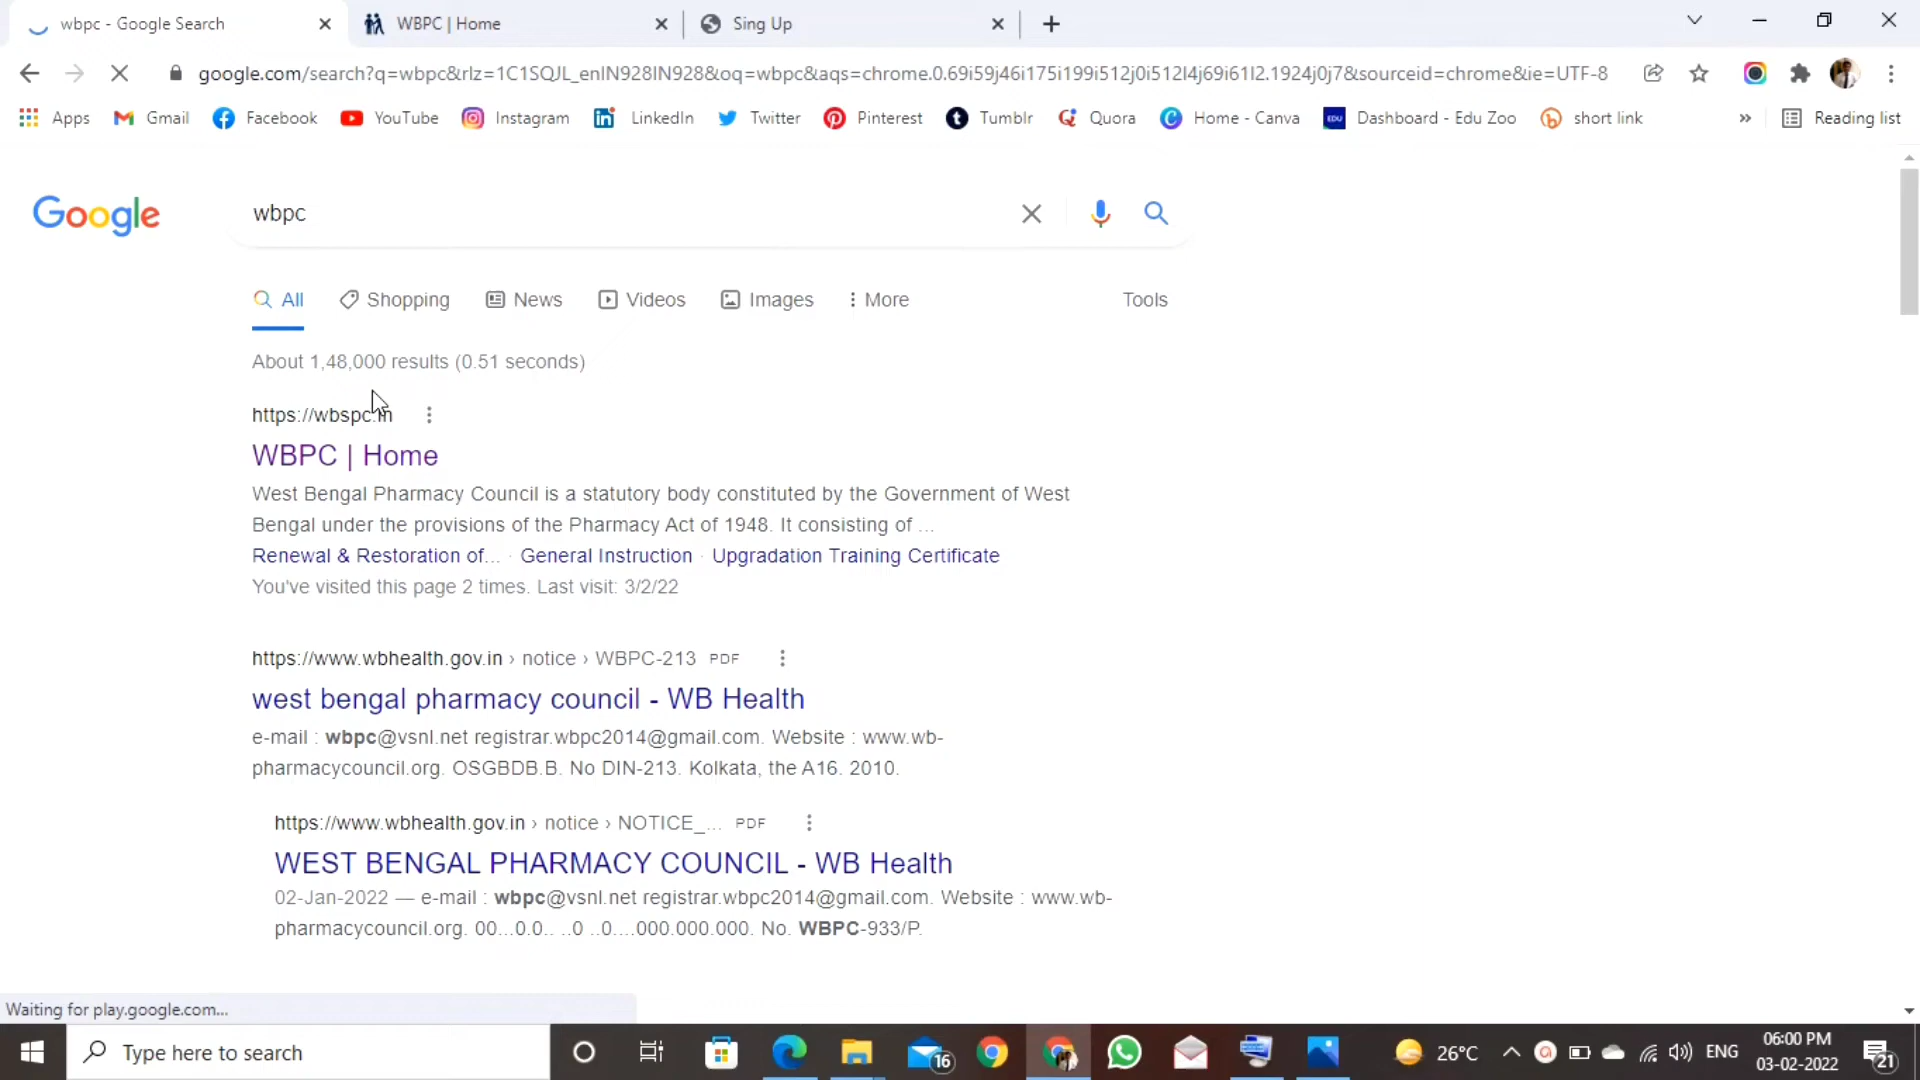 wbpc - Google Search
WBPC | Home
Sing Up
google.com/search?q=wbpc&rlz=1C1SQJL_enIN928IN928&oq=wbpc&aqs=chrome.0.69i59j46i175i199i512j0i512l4j69i61l2.1924j0j7&sourceid=chrome&ie=UTF-8
Apps Gmail Facebook YouTube Instagram LinkedIn Twitter Pinterest Tumblr Quora Home - Canva EDU Dashboard - Edu Zoo short link » Reading list
Google
wbpc
All Shopping News Videos Images More Tools
About 1,48,000 results (0.51 seconds)
https://wbspc.in
WBPC | Home
West Bengal Pharmacy Council is a statutory body constituted by the Government of West
Bengal under the provisions of the Pharmacy Act of 1948. It consisting of ...
Renewal & Restoration of... · General Instruction · Upgradation Training Certificate
You've visited this page 2 times. Last visit: 3/2/22
https://www.wbhealth.gov.in › notice › WBPC-213 PDF
west bengal pharmacy council - WB Health
e-mail : wbpc@vsnl.net registrar.wbpc2014@gmail.com. Website : www.wb-
pharmacycouncil.org. OSGBDB.B. No DIN-213. Kolkata, the A16. 2010.
https://www.wbhealth.gov.in › notice › NOTICE_... PDF
WEST BENGAL PHARMACY COUNCIL - WB Health
02-Jan-2022 — e-mail : wbpc@vsnl.net registrar.wbpc2014@gmail.com. Website : www.wb-
pharmacycouncil.org. 00...0.0.. ..0 ..0....000.000.000. No. WBPC-933/P.
Waiting for play.google.com...
Type here to search
16
26°C
ENG
06:00 PM
03-02-2022
21